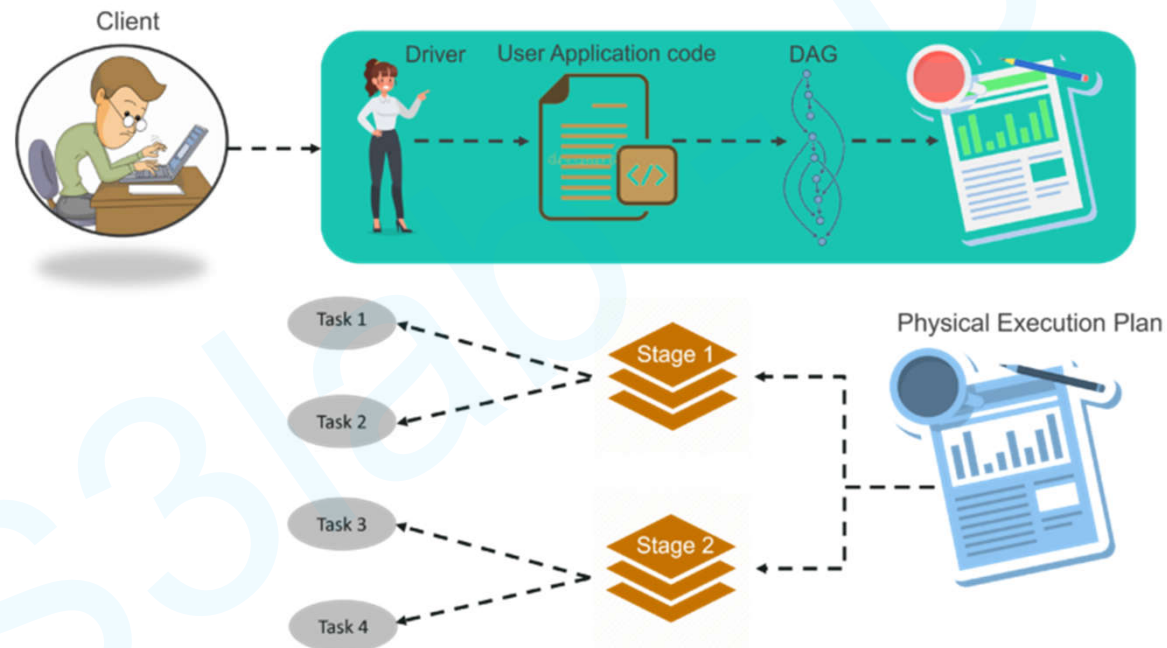 Client
Driver
User Application code
DAG
</>
Physical Execution Plan
Stage 1
Task 1
Task 2
Stage 2
Task 3
Task 4
S3lab